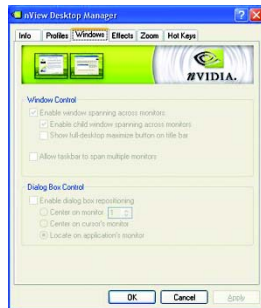 nView Desktop Manager
Info Profiles Windows Effects Zoom Hot Keys
NVIDIA.
Window Control
Enable window spanning across monitors
Enable child window spanning across monitors
Show full-desktop maximize button on title bar
Allow taskbar to span multiple monitors
Dialog Box Control
Enable dialog box repositioning
Center on monitor 1
Center on cursor's monitor
Locate on application's monitor
OK Cancel Apply